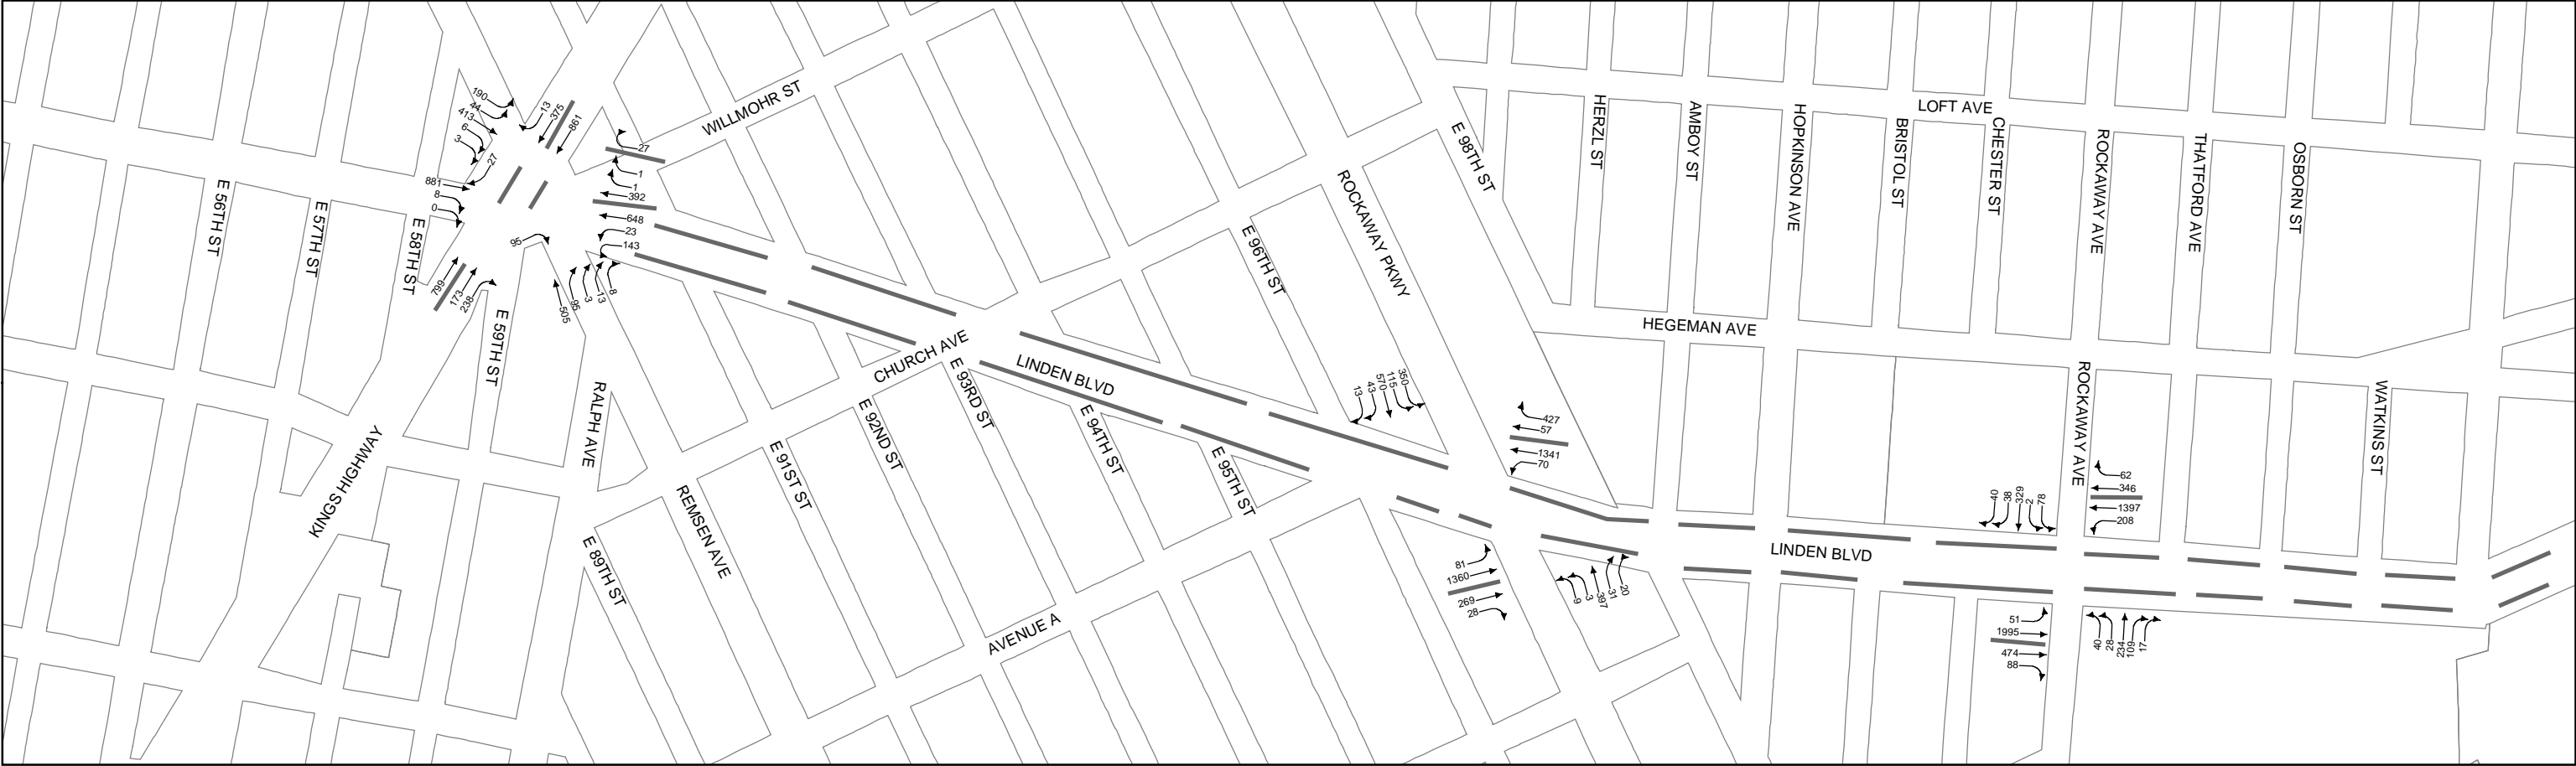 WILLMOHR ST
LOFT AVE
HERZL ST
AMBOY ST
HOPKINSON AVE
BRISTOL ST
CHESTER ST
ROCKAWAY AVE
THATFORD AVE
OSBORN ST
E 98TH ST
ROCKAWAY PKWY
E 96TH ST
E 56TH ST
E 57TH ST
E 58TH ST
E 59TH ST
HEGEMAN AVE
CHURCH AVE
LINDEN BLVD
E 93RD ST
E 94TH ST
E 95TH ST
E 92ND ST
E 91ST ST
RALPH AVE
REMSEN AVE
E 89TH ST
KINGS HIGHWAY
AVENUE A
LINDEN BLVD
ROCKAWAY AVE
WATKINS ST
190
44
413
6
3
13
375
861
27
881
8
0
27
1
1
392
648
23
143
95
799
173
238
505
95
3
13
8
13
43
570
115
350
427
57
1341
70
81
1360
269
28
9
3
397
31
20
40
38
329
2
78
62
346
1397
208
51
1995
474
88
40
28
234
109
17